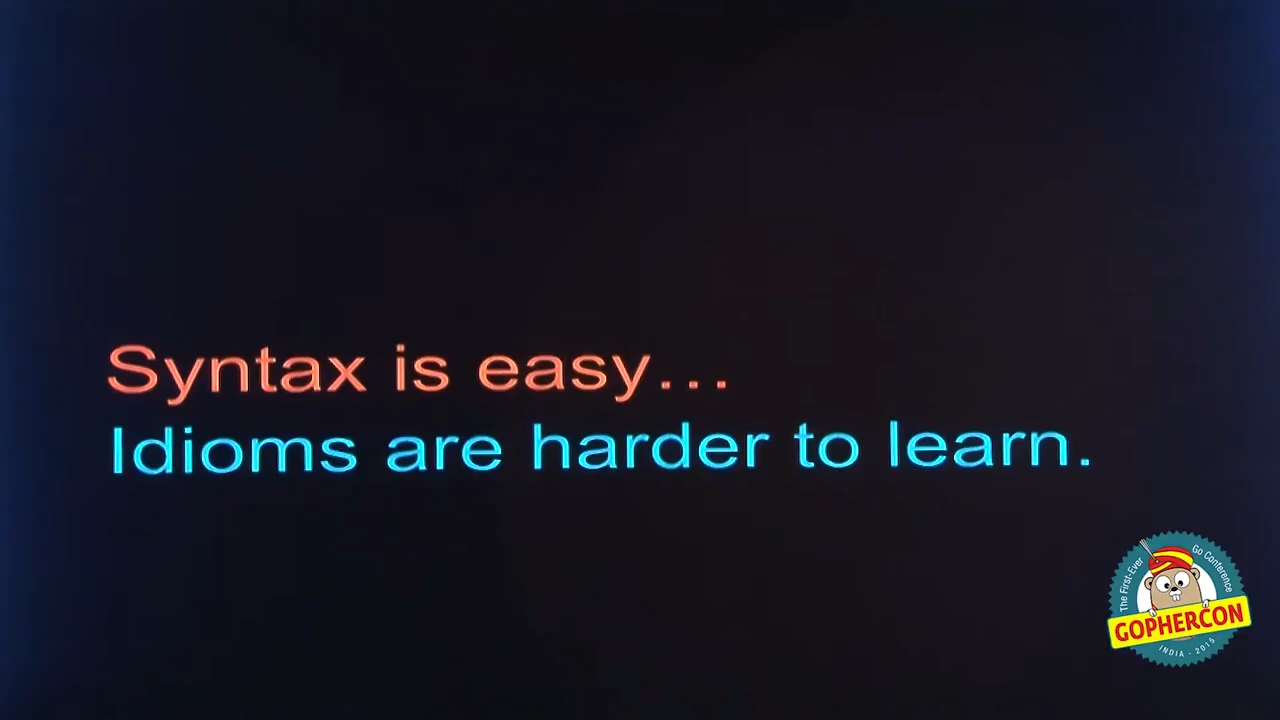 Syntax is easy...
Idioms are harder to learn.
The First-Ever
Go Conference
GOPHERCON
INDIA - 2015